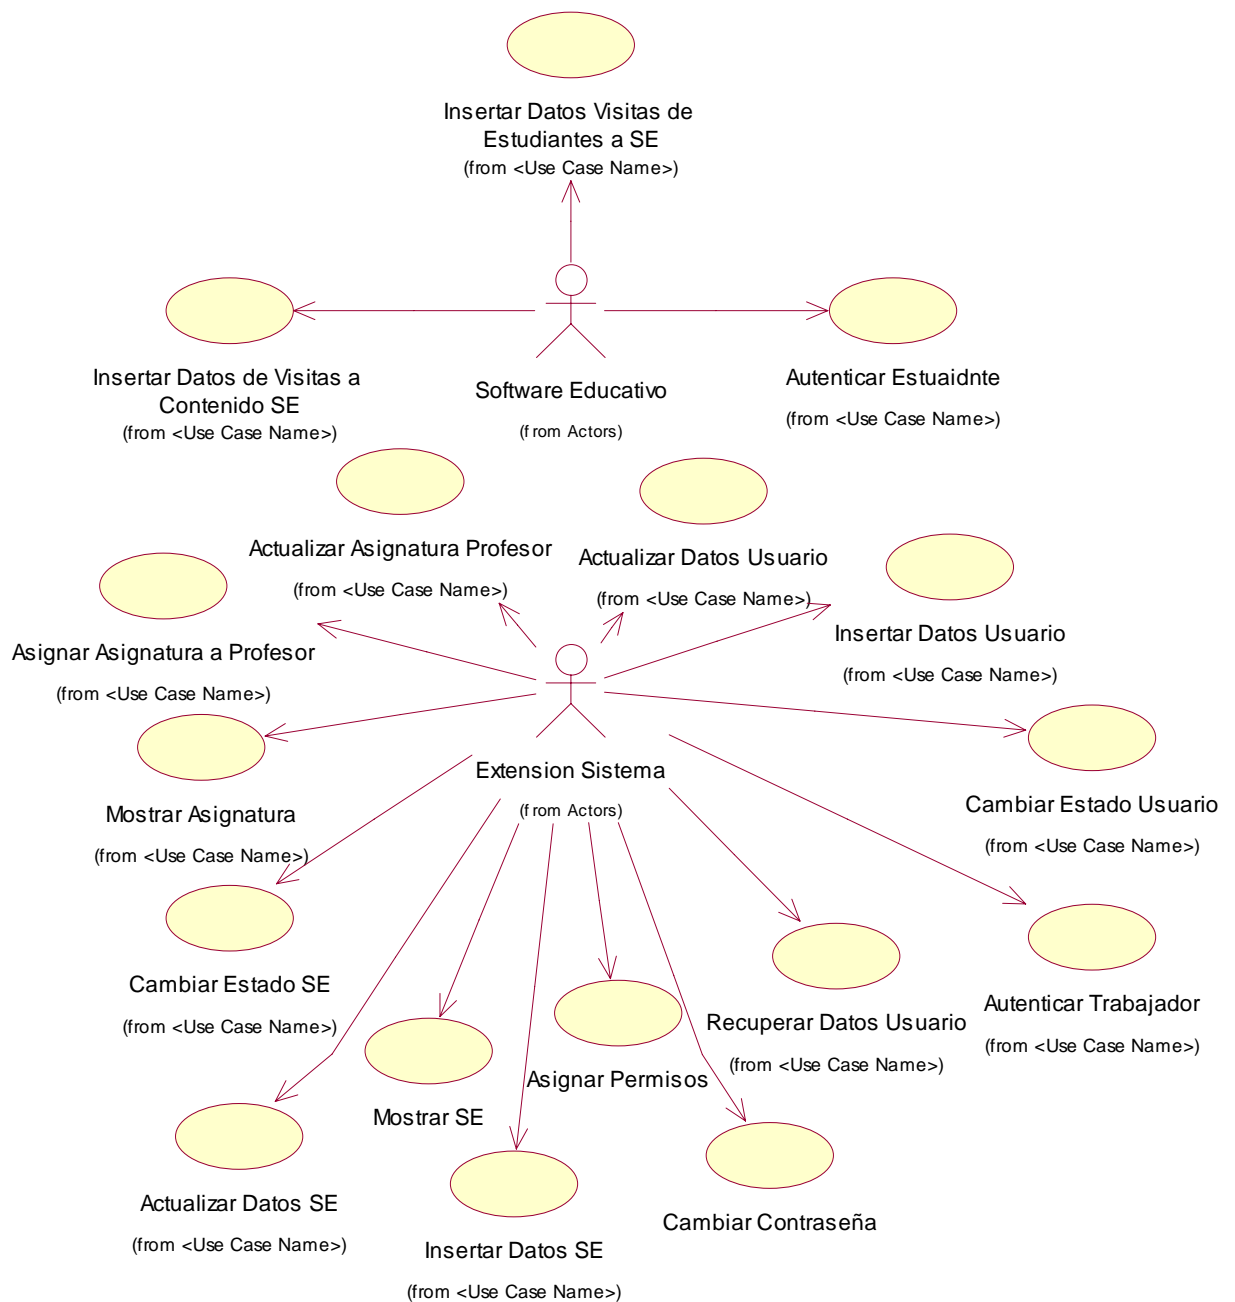 Insertar Datos Visitas de
Estudiantes a SE
(from <Use Case Name>)
Insertar Datos de Visitas a
Contenido SE
(from <Use Case Name>)
Software Educativo
(from Actors)
Autenticar Estuaidnte
(from <Use Case Name>)
Actualizar Asignatura Profesor
(from <Use Case Name>)
Actualizar Datos Usuario
(from <Use Case Name>)
Insertar Datos Usuario
(from <Use Case Name>)
Asignar Asignatura a Profesor
(from <Use Case Name>)
Extension Sistema
(from Actors)
Mostrar Asignatura
(from <Use Case Name>)
Cambiar Estado Usuario
(from <Use Case Name>)
Cambiar Estado SE
(from <Use Case Name>)
Autenticar Trabajador
(from <Use Case Name>)
Recuperar Datos Usuario
(from <Use Case Name>)
Asignar Permisos
Mostrar SE
Actualizar Datos SE
(from <Use Case Name>)
Cambiar Contraseña
Insertar Datos SE
(from <Use Case Name>)